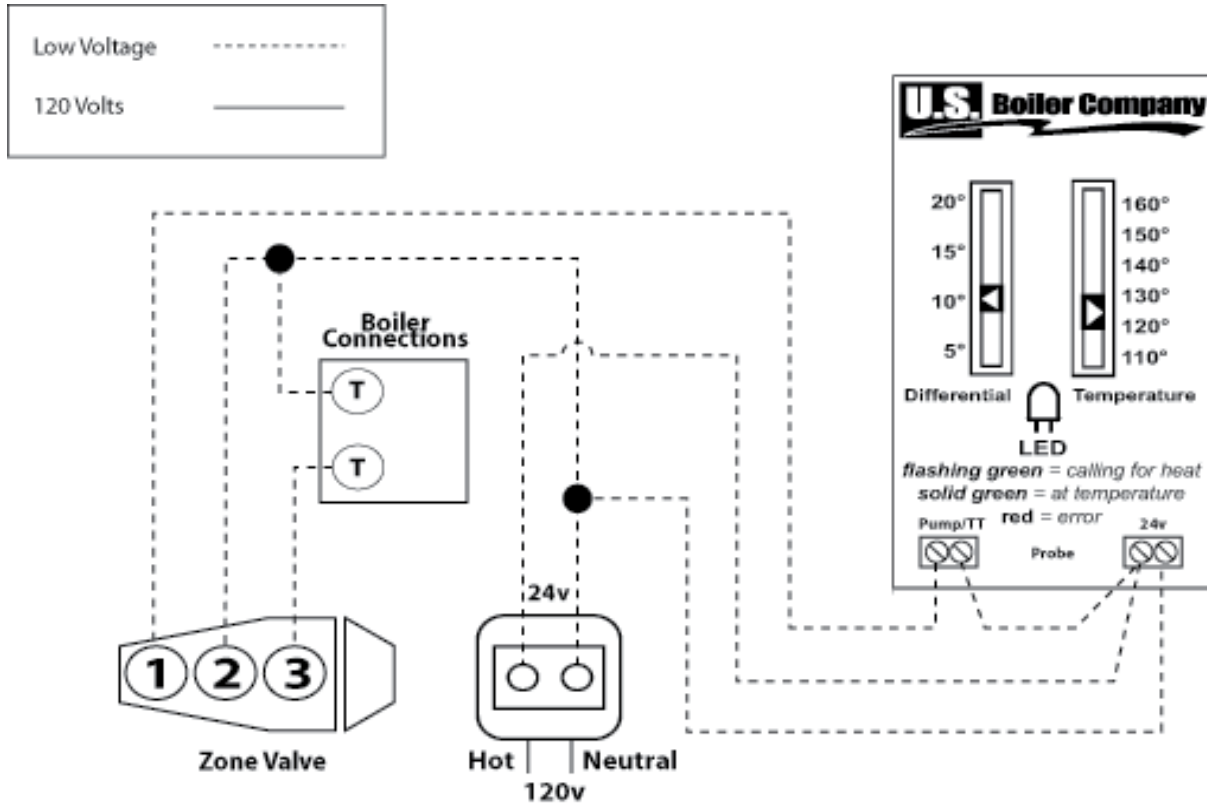 Low Voltage
120 Volts
U.S. Boiler Company
20°
15°
10°
5°
160°
150°
140°
130°
120°
110°
Differential
Temperature
LED
flashing green = calling for heat
solid green = at temperature
red = error
Pump/TT
Probe
24v
Boiler
Connections
T
T
24v
1 2 3
Zone Valve
Hot
Neutral
120v